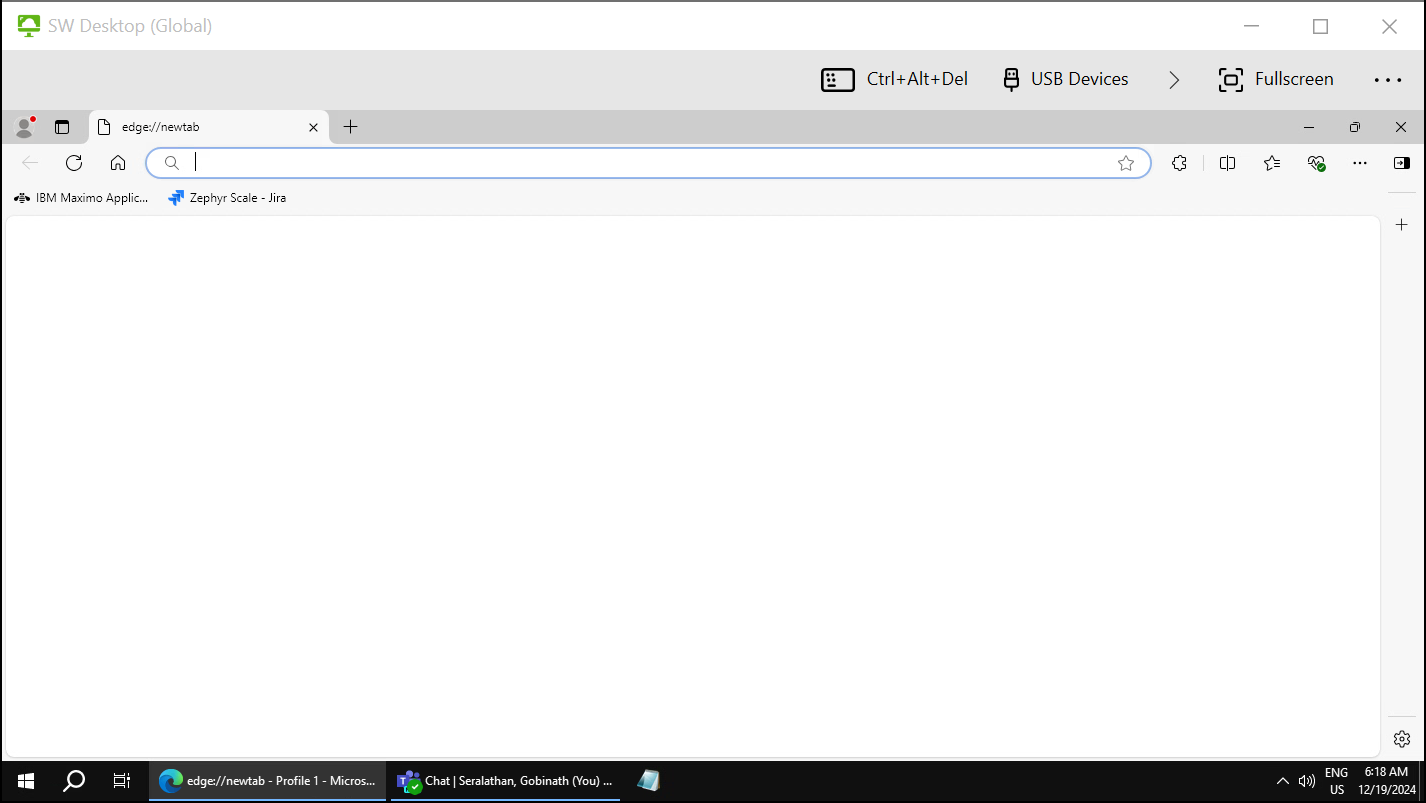 SW Desktop (Global)
Ctrl+Alt+Del
USB Devices
Fullscreen
edge://newtab
IBM Maximo Applic...
Zephyr Scale - Jira
edge://newtab - Profile 1 - Micros...
Chat | Seralathan, Gobinath (You) ...
ENG
US
6:18 AM
12/19/2024